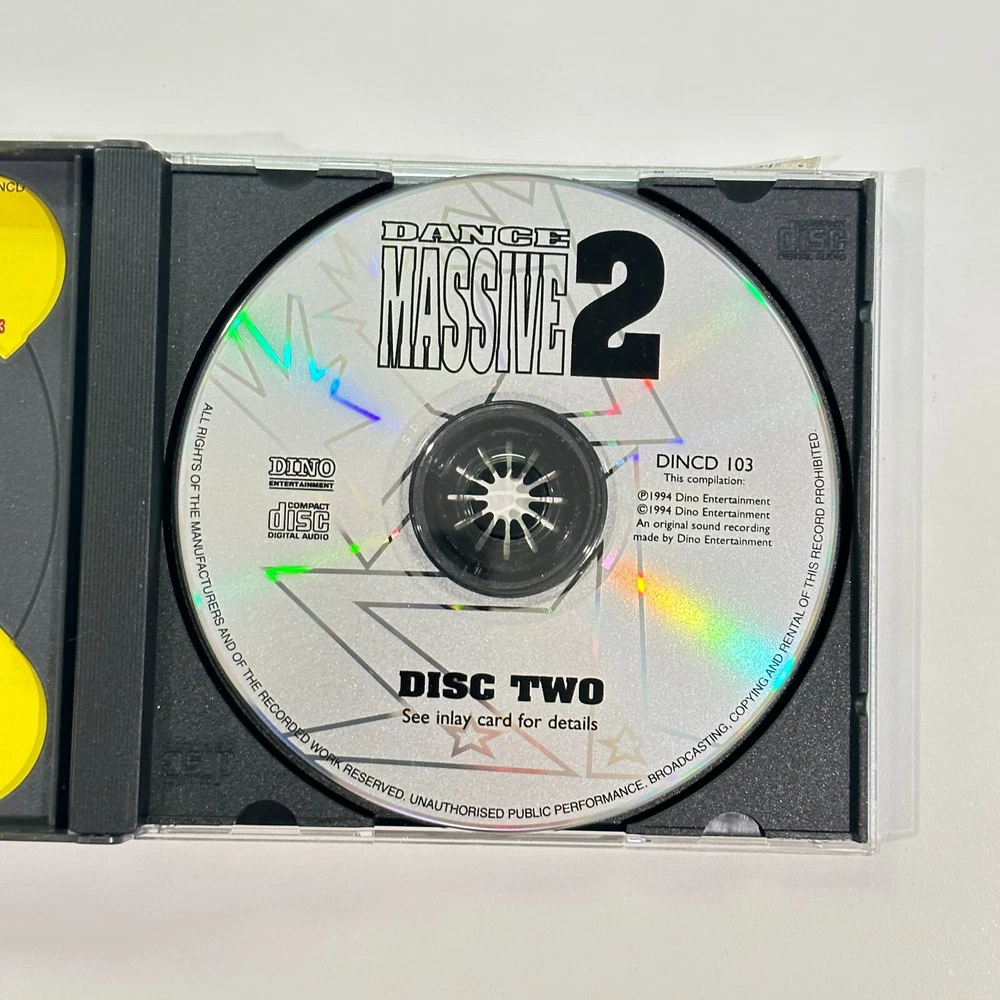 NCD
3
DANCE
MASSIVE 2
DINO
ENTERTAINMENT
COMPACT
disc
DIGITAL AUDIO
DINCD 103
This compilation:
℗1994 Dino Entertainment
©1994 Dino Entertainment
An original sound recording
made by Dino Entertainment
DISC TWO
See inlay card for details
ALL RIGHTS OF THE MANUFACTURERS AND OF THE RECORDED WORK RESERVED. UNAUTHORISED PUBLIC PERFORMANCE, BROADCASTING, COPYING AND RENTAL OF THIS RECORD PROHIBITED.
disc
DIGITAL AUDIO